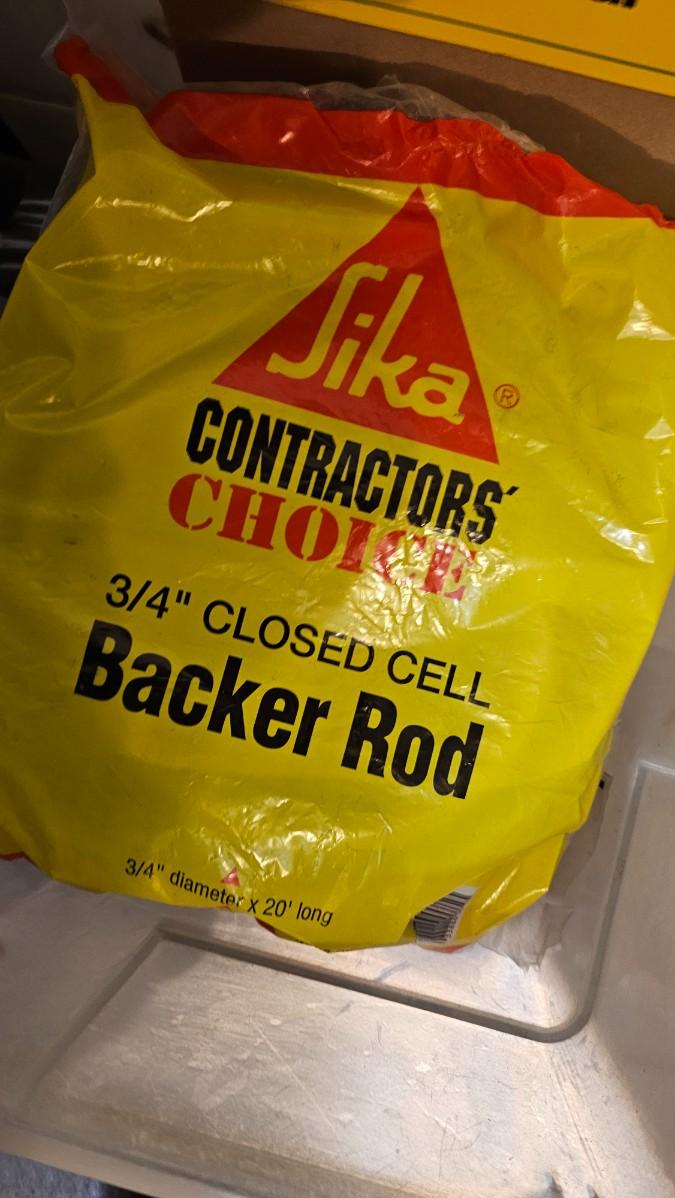 Sika®
CONTRACTORS'
CHOICE
3/4" CLOSED CELL
Backer Rod
3/4" diameter x 20' long